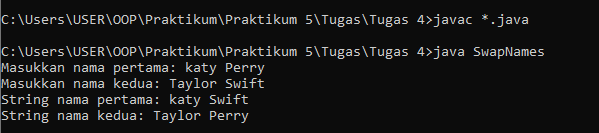 C:\Users\USER\OOP\Praktikum\Praktikum 5\Tugas\Tugas 4>javac *.java
C:\Users\USER\OOP\Praktikum\Praktikum 5\Tugas\Tugas 4>java SwapNames
Masukkan nama pertama: katy Perry
Masukkan nama kedua: Taylor Swift
String nama pertama: katy Swift
String nama kedua: Taylor Perry